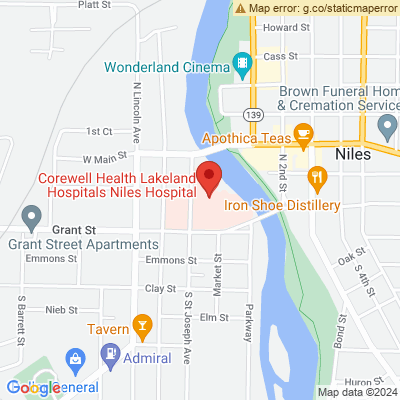 Platt St
Map error: g.co/staticmaperror
Howard St
Cass St
Wonderland Cinema
N Lincoln Ave
Brown Funeral Hom
& Cremation Service
139
1st Ct
Apothica Teas
W Main St
N 2nd St
Niles
Corewell Health Lakeland
Hospitals Niles Hospital
Iron Shoe Distillery
Grant St
Grant Street Apartments
Oak St
S 4th St
Emmons St
Emmons St
Market St
Clay St
Nieb St
S Barrett St
S St Joseph Ave
Elm St
Parkway
Bond St
Tavern
Admiral
General
Google
Huron St
Map data ©2024